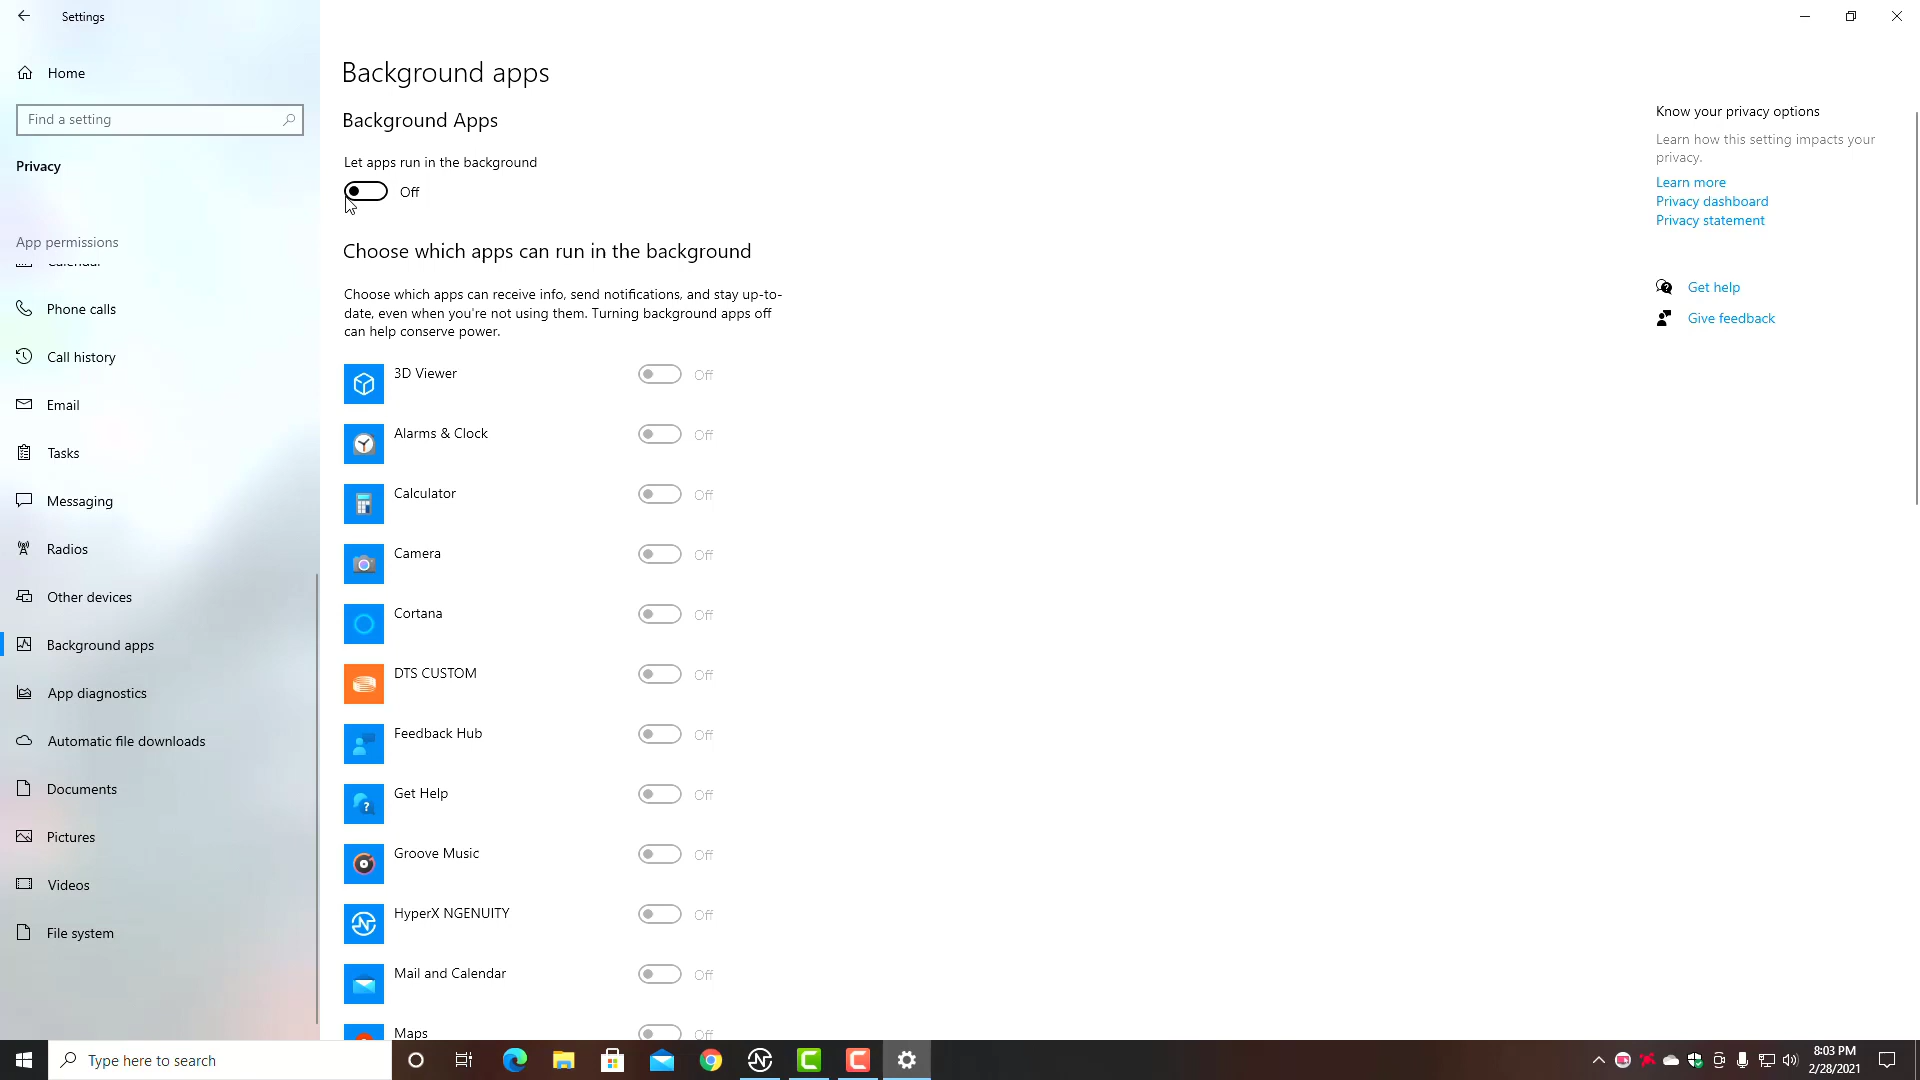 Settings
Home
Find a setting
Privacy
App permissions
Calendar
Phone calls
Call history
Email
Tasks
Messaging
Radios
Other devices
Background apps
App diagnostics
Automatic file downloads
Documents
Pictures
Videos
File system
Background apps
Background Apps
Let apps run in the background
Off
Choose which apps can run in the background
Choose which apps can receive info, send notifications, and stay up-to-
date, even when you're not using them. Turning background apps off
can help conserve power.
3D Viewer Off
Alarms & Clock Off
Calculator Off
Camera Off
Cortana Off
DTS CUSTOM Off
Feedback Hub Off
Get Help Off
Groove Music Off
HyperX NGENUITY Off
Mail and Calendar Off
Maps Off
Know your privacy options
Learn how this setting impacts your
privacy.
Learn more
Privacy dashboard
Privacy statement
Get help
Give feedback
Type here to search
8:03 PM
2/28/2021